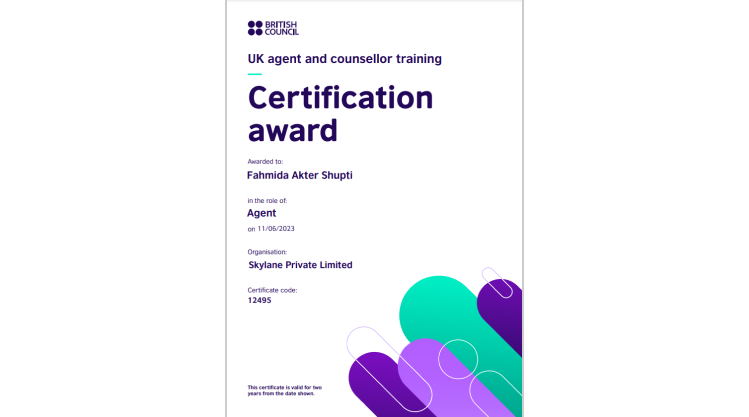 BRITISH
COUNCIL
UK agent and counsellor training
Certification
award
Awarded to:
Fahmida Akter Shupti
in the role of:
Agent
on 11/06/2023
Organisation:
Skylane Private Limited
Certificate code:
12495
This certificate is valid for two
years from the date shown.